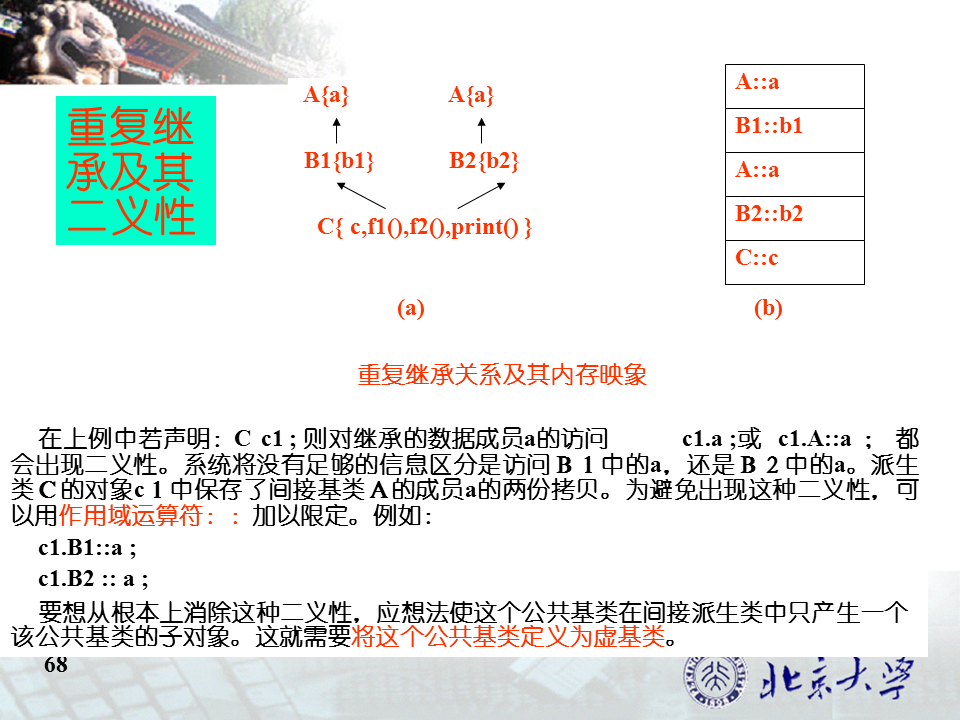 重复继
承及其
二义性
A{a} A{a}
B1{b1} B2{b2}
C{ c,f1(),f2(),print() }
(a)
A::a
B1::b1
A::a
B2::b2
C::c
(b)
重复继承关系及其内存映象
在上例中若声明：C c1 ; 则对继承的数据成员a的访问 c1.a ;或 c1.A::a ； 都
会出现二义性。系统将没有足够的信息区分是访问Ｂ１中的a，还是Ｂ２中的a。派生
类Ｃ的对象c１中保存了间接基类Ａ的成员a的两份拷贝。为避免出现这种二义性，可
以用作用域运算符：：加以限定。例如：
c1.B1::a ;
c1.B2 :: a ;
要想从根本上消除这种二义性，应想法使这个公共基类在间接派生类中只产生一个
该公共基类的子对象。这就需要将这个公共基类定义为虚基类。
68
北京大学